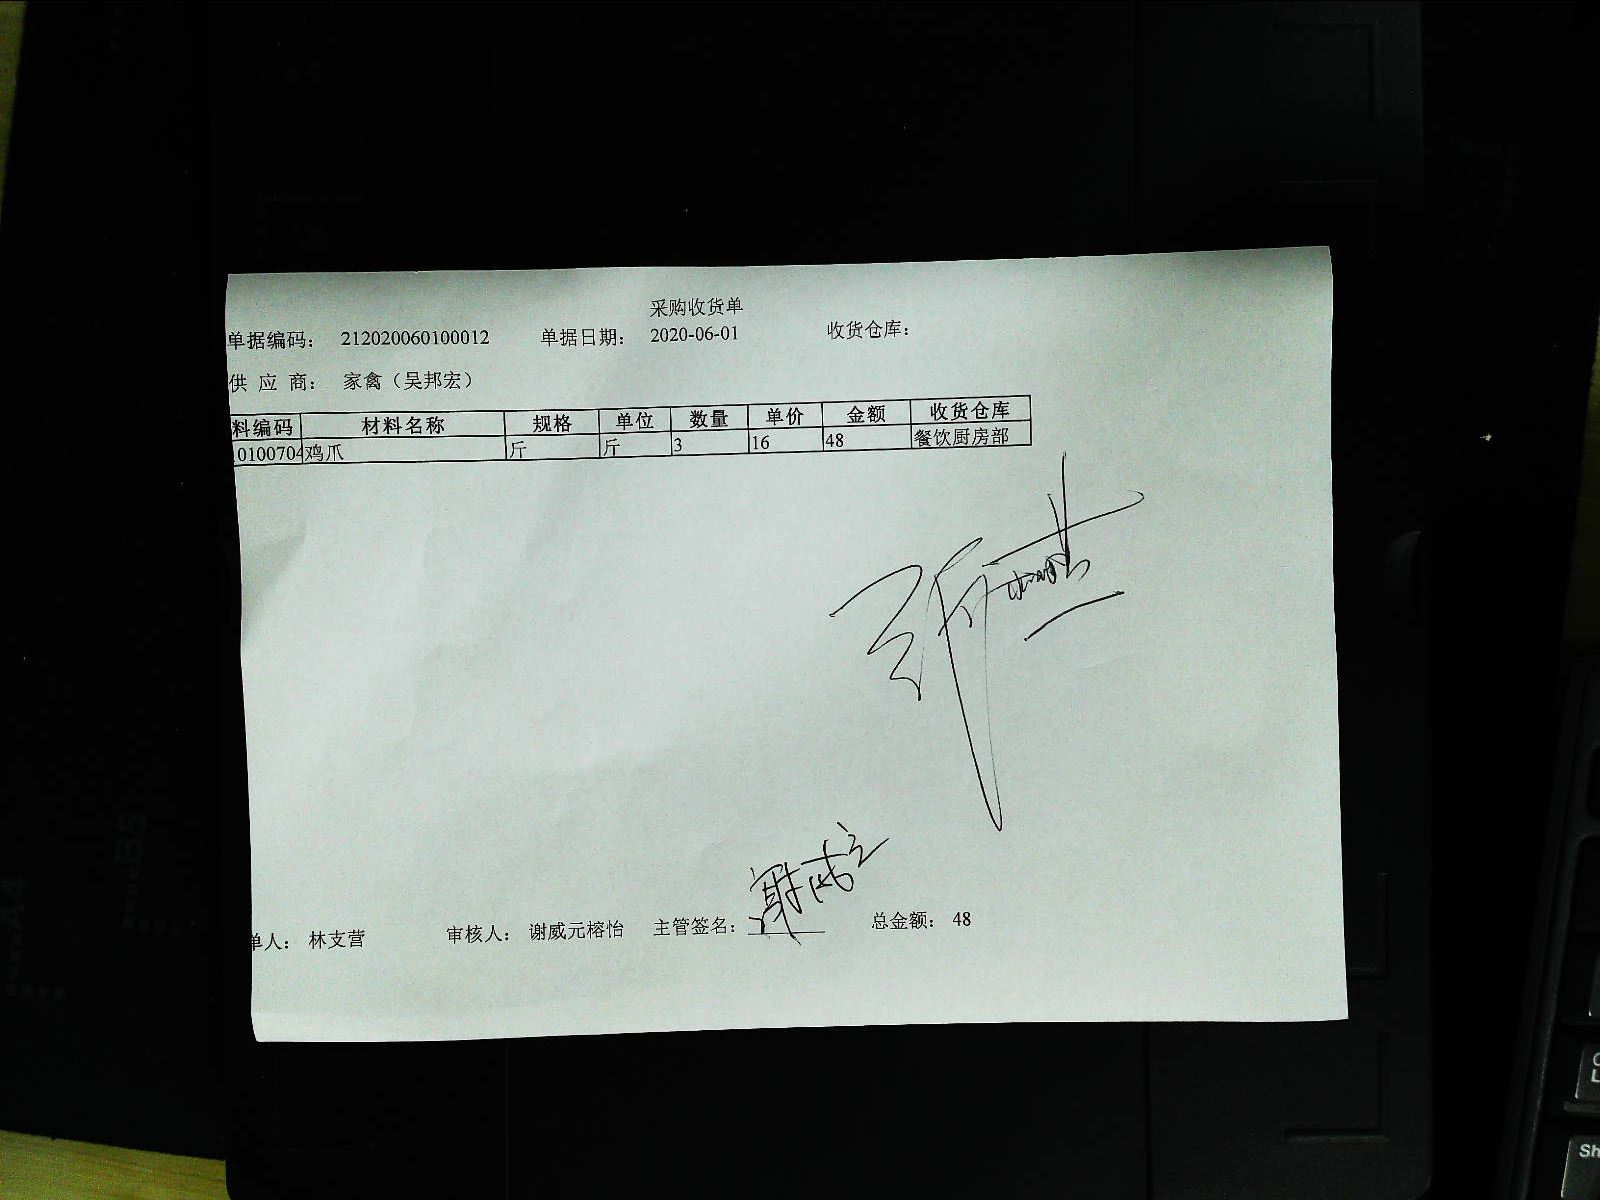 采购收货单
单据编码： 212020060100012 单据日期： 2020-06-01 收货仓库：
供 应 商： 家禽（吴邦宏）
料编码 材料名称 规格 单位 数量 单价 金额 收货仓库
0100704 鸡爪 斤 斤 3 16 48 餐饮厨房部
单人： 林支营 审核人： 谢威元榕怡 主管签名： 总金额： 48
B5
A4